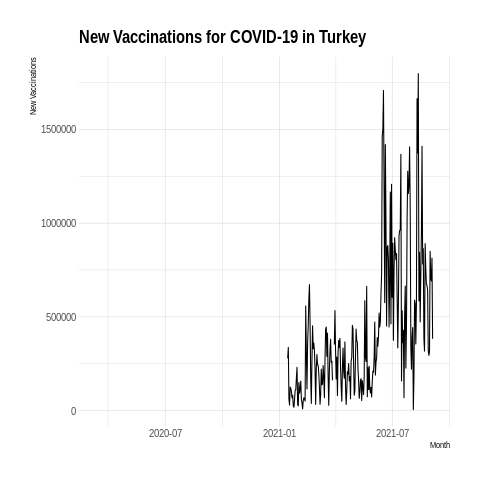 New Vaccinations for COVID-19 in Turkey
New Vaccinations
1500000
1000000
500000
0
2020-07
2021-01
2021-07
Month